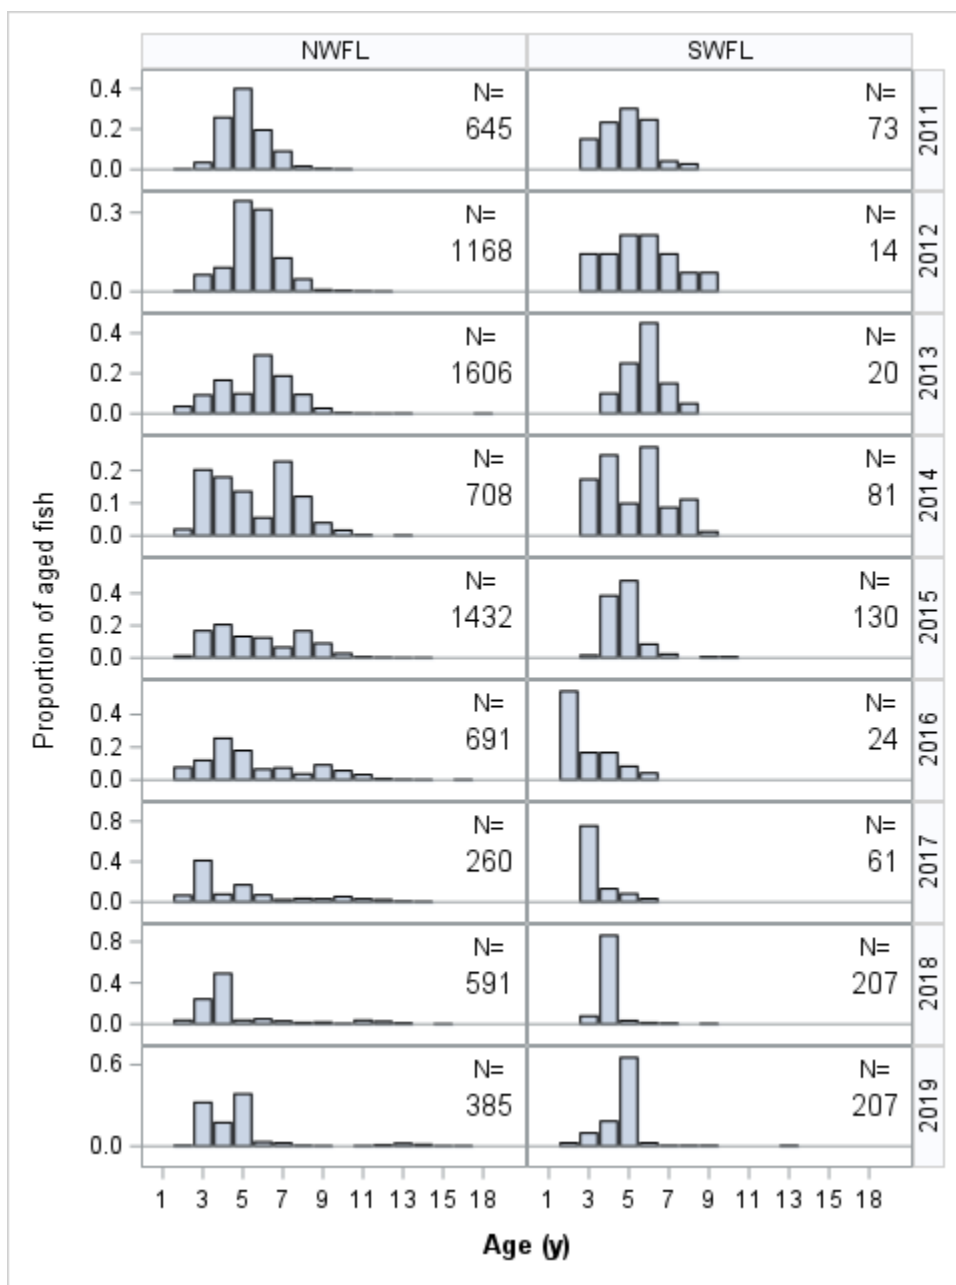 NWFL SWFL
0.4 N= N=
0.2 645 73 2011
0.0
0.3 N= N=
1168 14 2012
0.0
0.4 N= N=
0.2 1606 20 2013
0.0
0.2 N= N=
0.1 708 81 2014
0.0
0.4 N= N=
0.2 1432 130 2015
0.0
0.4 N= N=
0.2 691 24 2016
0.0
0.8 N= N=
0.4 260 61 2017
0.0
0.8 N= N=
0.4 591 207 2018
0.0
0.6 N= N=
385 207 2019
0.0
1 3 5 7 9 11 13 15 18 1 3 5 7 9 11 13 15 18
Age (y)
Proportion of aged fish